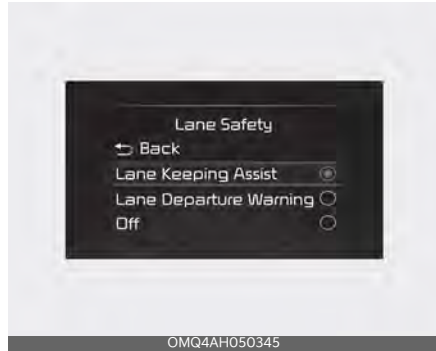 Lane Safety
Back
Lane Keeping Assist
Lane Departure Warning
Off
OMQ4AH050345